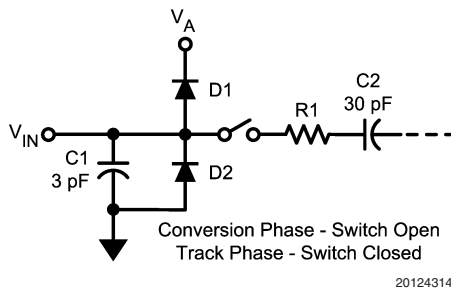 VA
D1
C2
30 pF
R1
VIN
C1
3 pF
D2
Conversion Phase - Switch Open
Track Phase - Switch Closed
20124314